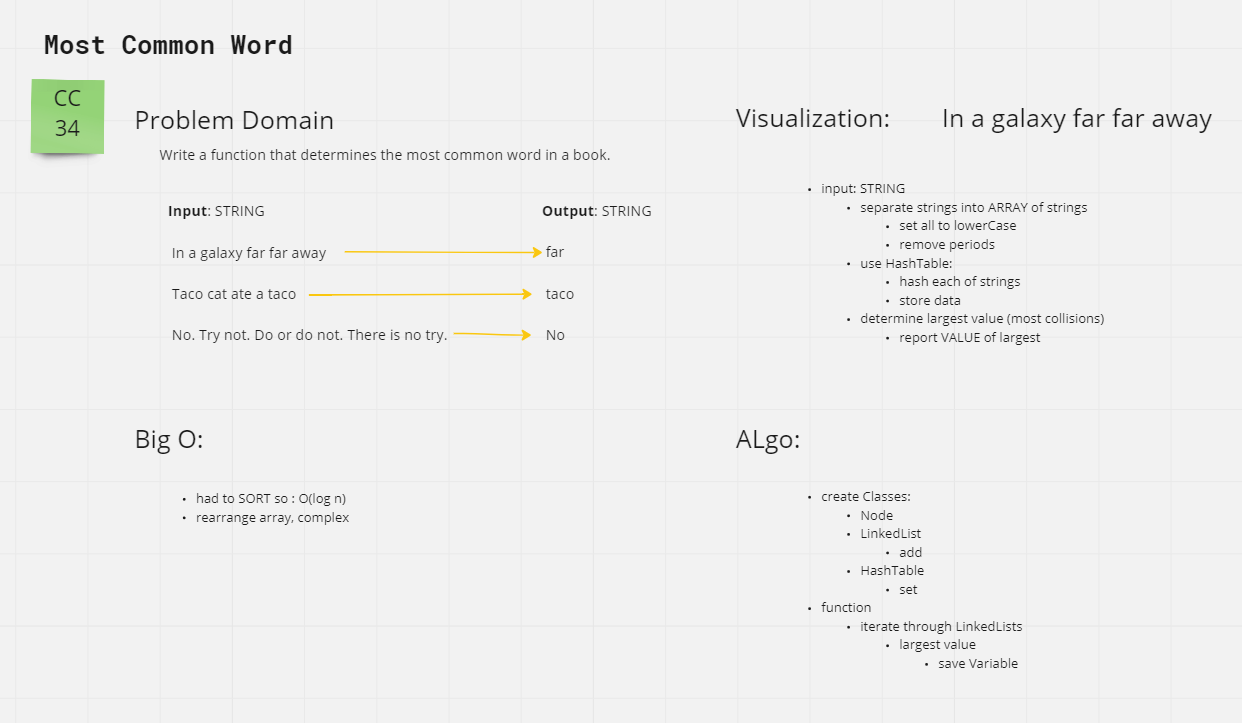 Most Common Word
CC
34
Problem Domain
Write a function that determines the most common word in a book.
Input: STRING
Output: STRING
In a galaxy far far away
far
Taco cat ate a taco
taco
No. Try not. Do or do not. There is no try.
No
Visualization:
In a galaxy far far away
• input: STRING
• separate strings into ARRAY of strings
• set all to lowerCase
• remove periods
• use HashTable:
• hash each of strings
• store data
• determine largest value (most collisions)
• report VALUE of largest
Big O:
• had to SORT so : O(log n)
• rearrange array, complex
ALgo:
• create Classes:
• Node
• LinkedList
• add
• HashTable
• set
• function
• iterate through LinkedLists
• largest value
• save Variable